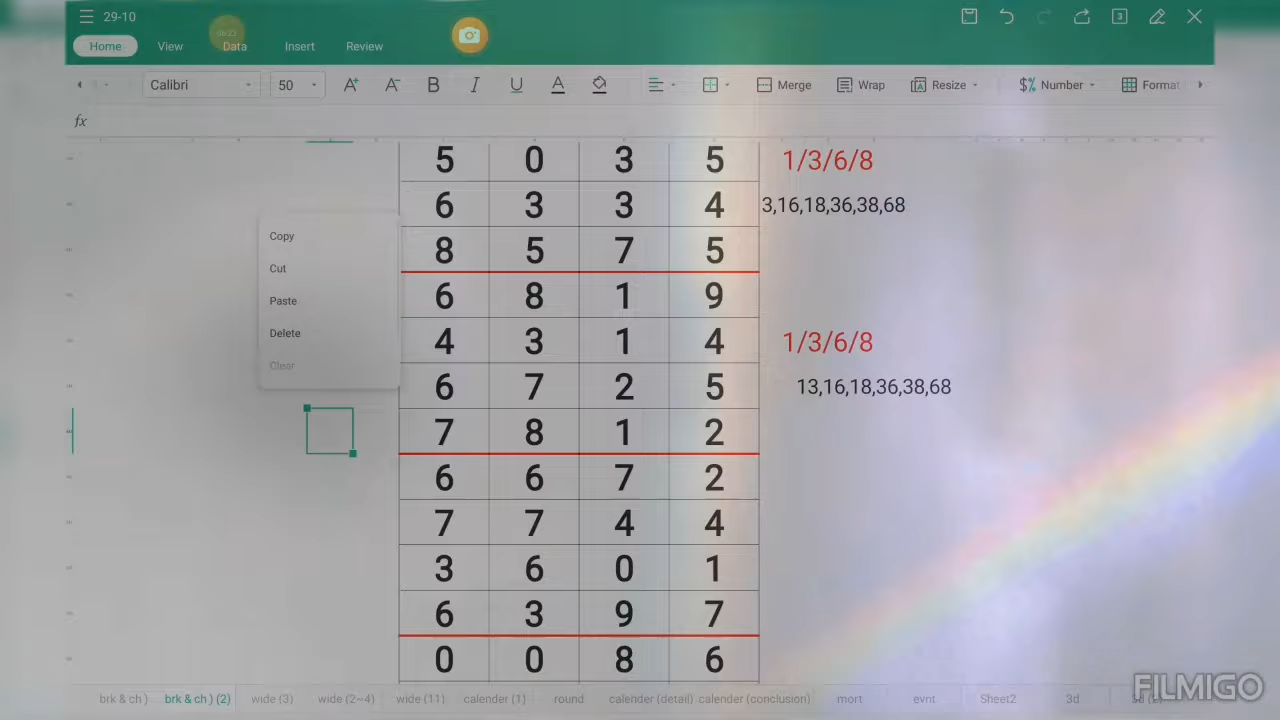 29-10
3
Home View Data Insert Review
Calibri 50 B I U A Merge Wrap Resize $% Number Format
fx
5 0 3 5 1/3/6/8
6 3 3 4 3,16,18,36,38,68
8 5 7 5
6 8 1 9
4 3 1 4 1/3/6/8
6 7 2 5 13,16,18,36,38,68
7 8 1 2
6 6 7 2
7 7 4 4
3 6 0 1
6 3 9 7
0 0 8 6
Copy
Cut
Paste
Delete
Clear
brk & ch ) brk & ch ) (2) wide (3) wide (2~4) wide (11) calender (1) round calender (detail) calender (conclusion) mort evnt Sheet2 3d
FILMIGO